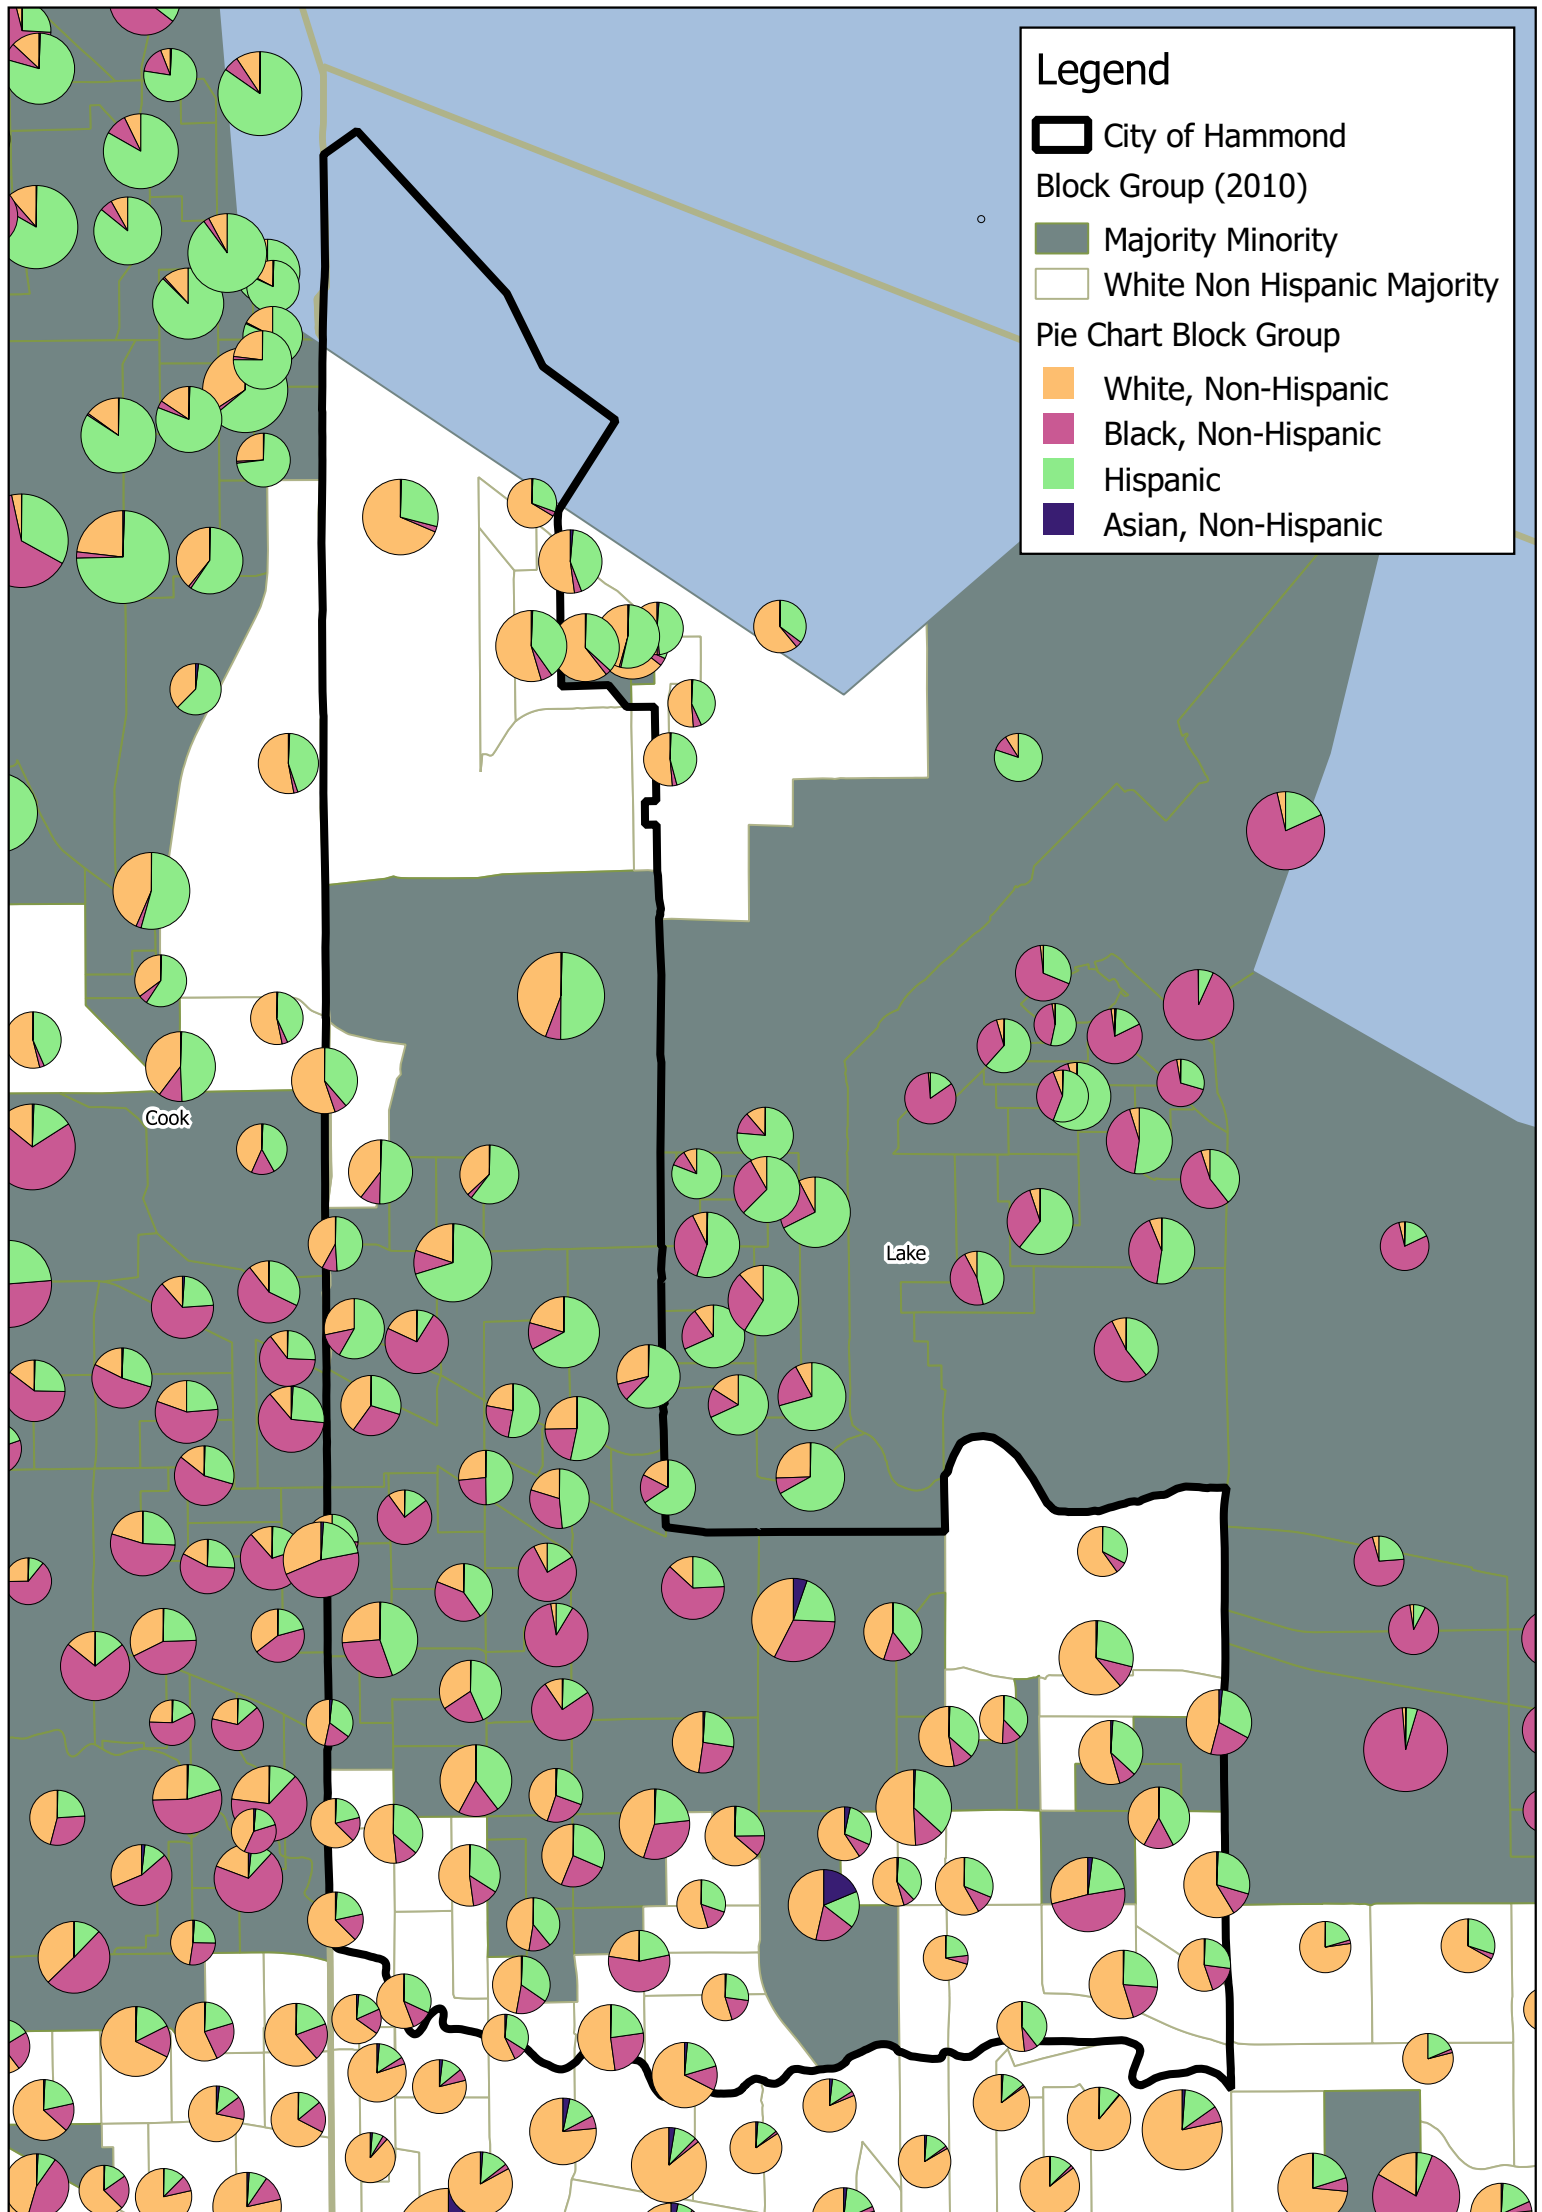 Legend
City of Hammond
Block Group (2010)
Majority Minority
White Non Hispanic Majority
Pie Chart Block Group
White, Non-Hispanic
Black, Non-Hispanic
Hispanic
Asian, Non-Hispanic
Cook
Lake